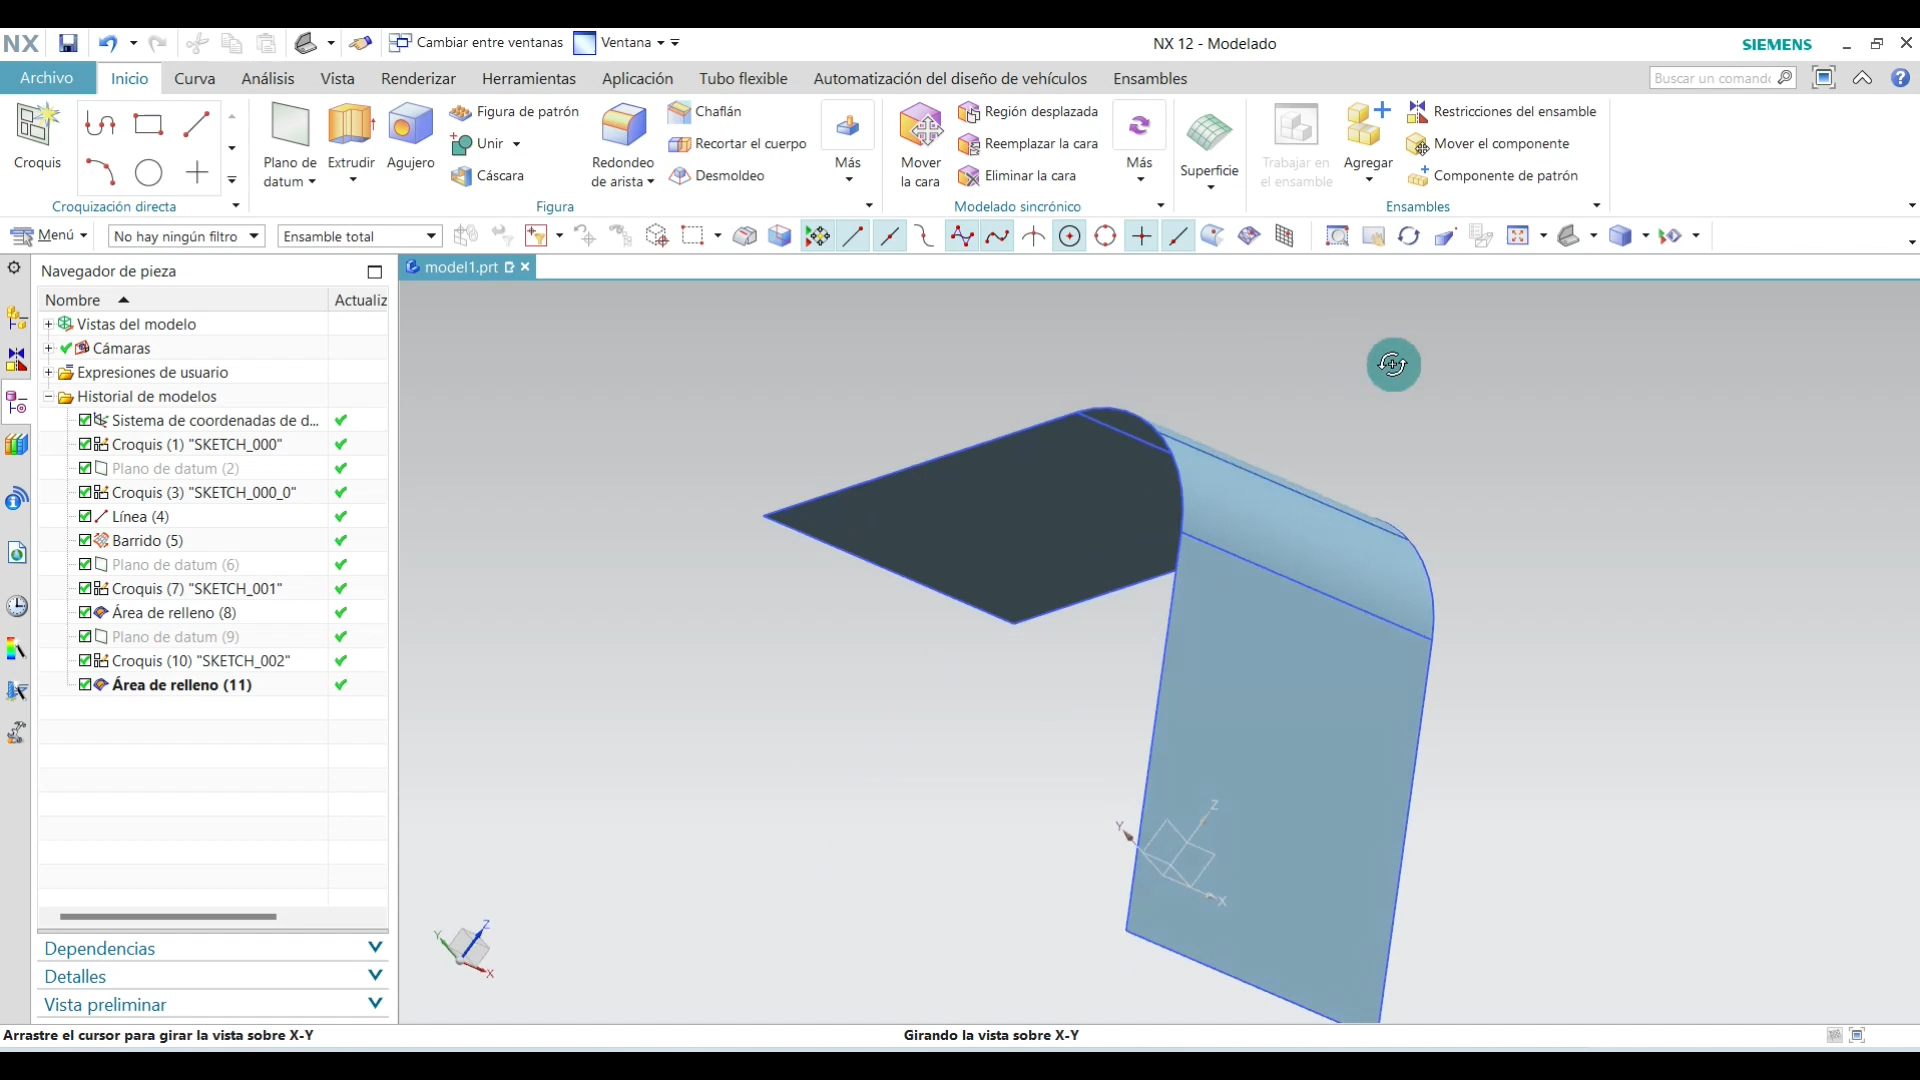 NX Cambiar entre ventanas Ventana NX 12 - Modelado SIEMENS
Archivo Inicio Curva Análisis Vista Renderizar Herramientas Aplicación Tubo flexible Automatización del diseño de vehículos Ensambles Buscar un comando
Croquis
Croquización directa
Plano de datum
Extrudir
Agujero
Figura de patrón
Unir
Cáscara
Redondeo de arista
Chaflán
Recortar el cuerpo
Desmoldeo
Más
Figura
Mover la cara
Región desplazada
Reemplazar la cara
Eliminar la cara
Más
Modelado sincrónico
Superficie
Trabajar en el ensamble
Agregar
Restricciones del ensamble
Mover el componente
Componente de patrón
Ensambles
Menú No hay ningún filtro Ensamble total
Navegador de pieza
model1.prt
Nombre Actualiz
Vistas del modelo
Cámaras
Expresiones de usuario
Historial de modelos
Sistema de coordenadas de d...
Croquis (1) "SKETCH_000"
Plano de datum (2)
Croquis (3) "SKETCH_000_0"
Línea (4)
Barrido (5)
Plano de datum (6)
Croquis (7) "SKETCH_001"
Área de relleno (8)
Plano de datum (9)
Croquis (10) "SKETCH_002"
Área de relleno (11)
Z
Y
X
Z
Y
X
Dependencias
Detalles
Vista preliminar
Arrastre el cursor para girar la vista sobre X-Y Girando la vista sobre X-Y